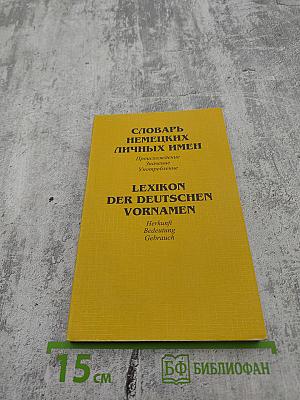 СЛОВАРЬ
НЕМЕЦКИХ
ЛИЧНЫХ ИМЕН
Происхождение
Значение
Употребление
LEXIKON
DER DEUTSCHEN
VORNAMEN
Herkunft
Bedeutung
Gebrauch
15 см
БФ БИБЛИОФАН